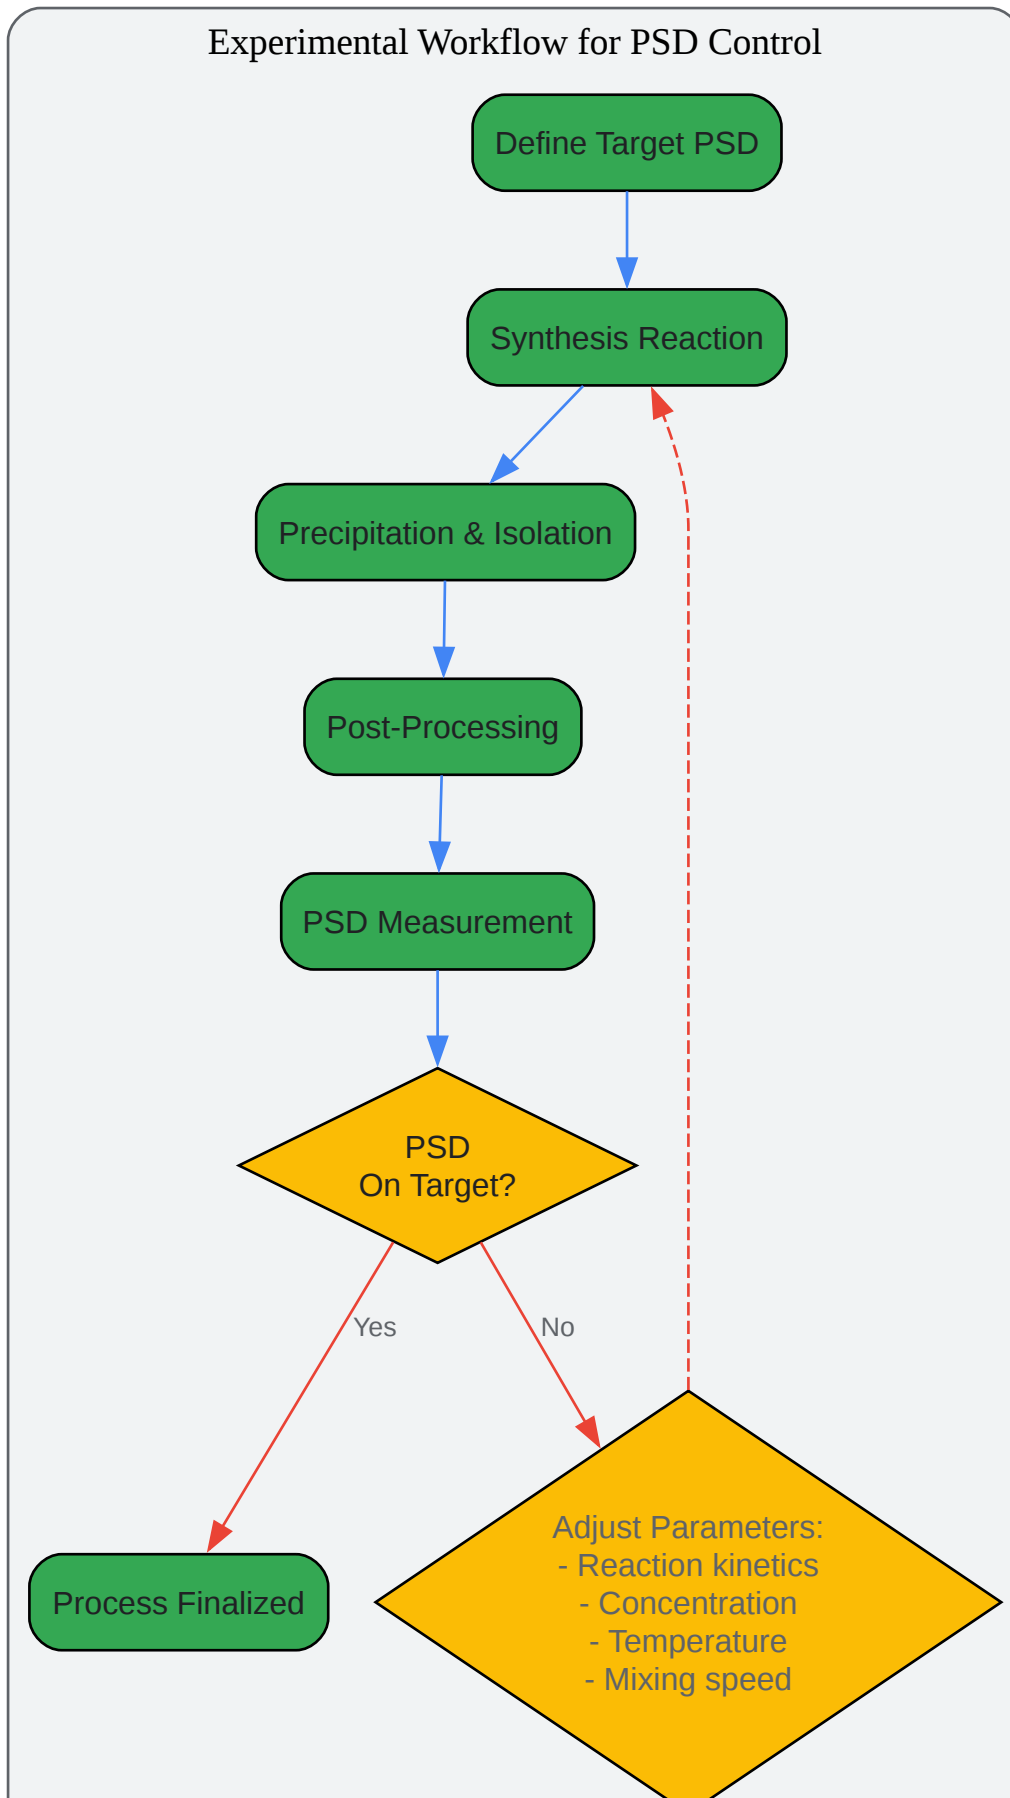 Experimental Workflow for PSD Control
Define Target PSD
Synthesis Reaction
Precipitation & Isolation
Post-Processing
PSD Measurement
PSD
On Target?
Yes
No
Process Finalized
Adjust Parameters:
- Reaction kinetics
- Concentration
- Temperature
- Mixing speed